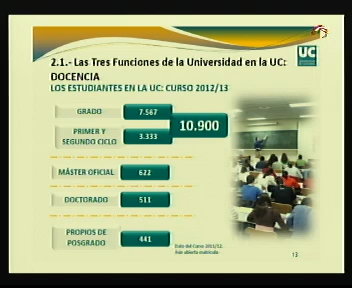 UC
2.1.- Las Tres Funciones de la Universidad en la UC:
DOCENCIA
LOS ESTUDIANTES EN LA UC: CURSO 2012/13
GRADO 7.567
10.900
PRIMER Y
SEGUNDO CICLO 3.333
MÁSTER OFICIAL 622
DOCTORADO 511
PROPIOS DE
POSGRADO 441
Dato del Curso 2011/12.
13